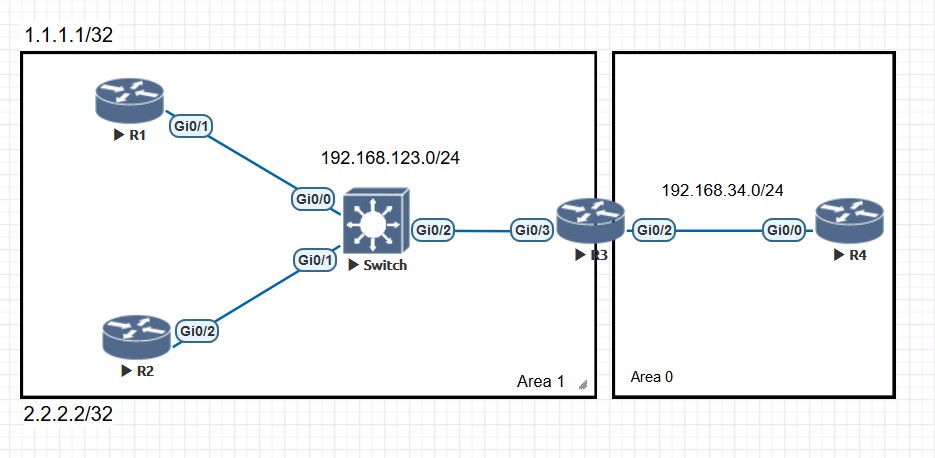 1.1.1.1/32
Gi0/1
R1
192.168.123.0/24
192.168.34.0/24
Gi0/0
Gi0/2
Gi0/3
Gi0/2
Gi0/0
R3
R4
Gi0/1
Switch
Gi0/2
R2
Area 1
Area 0
2.2.2.2/32